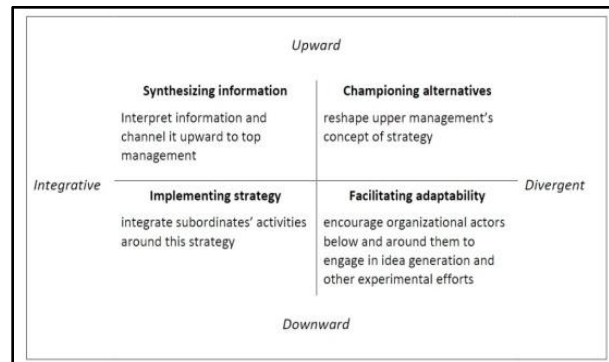 Upward
Synthesizing information
Interpret information and
channel it upward to top
management
Championing alternatives
reshape upper management's
concept of strategy
Integrative
Divergent
Implementing strategy
integrate subordinates' activities
around this strategy
Facilitating adaptability
encourage organizational actors
below and around them to
engage in idea generation and
other experimental efforts
Downward